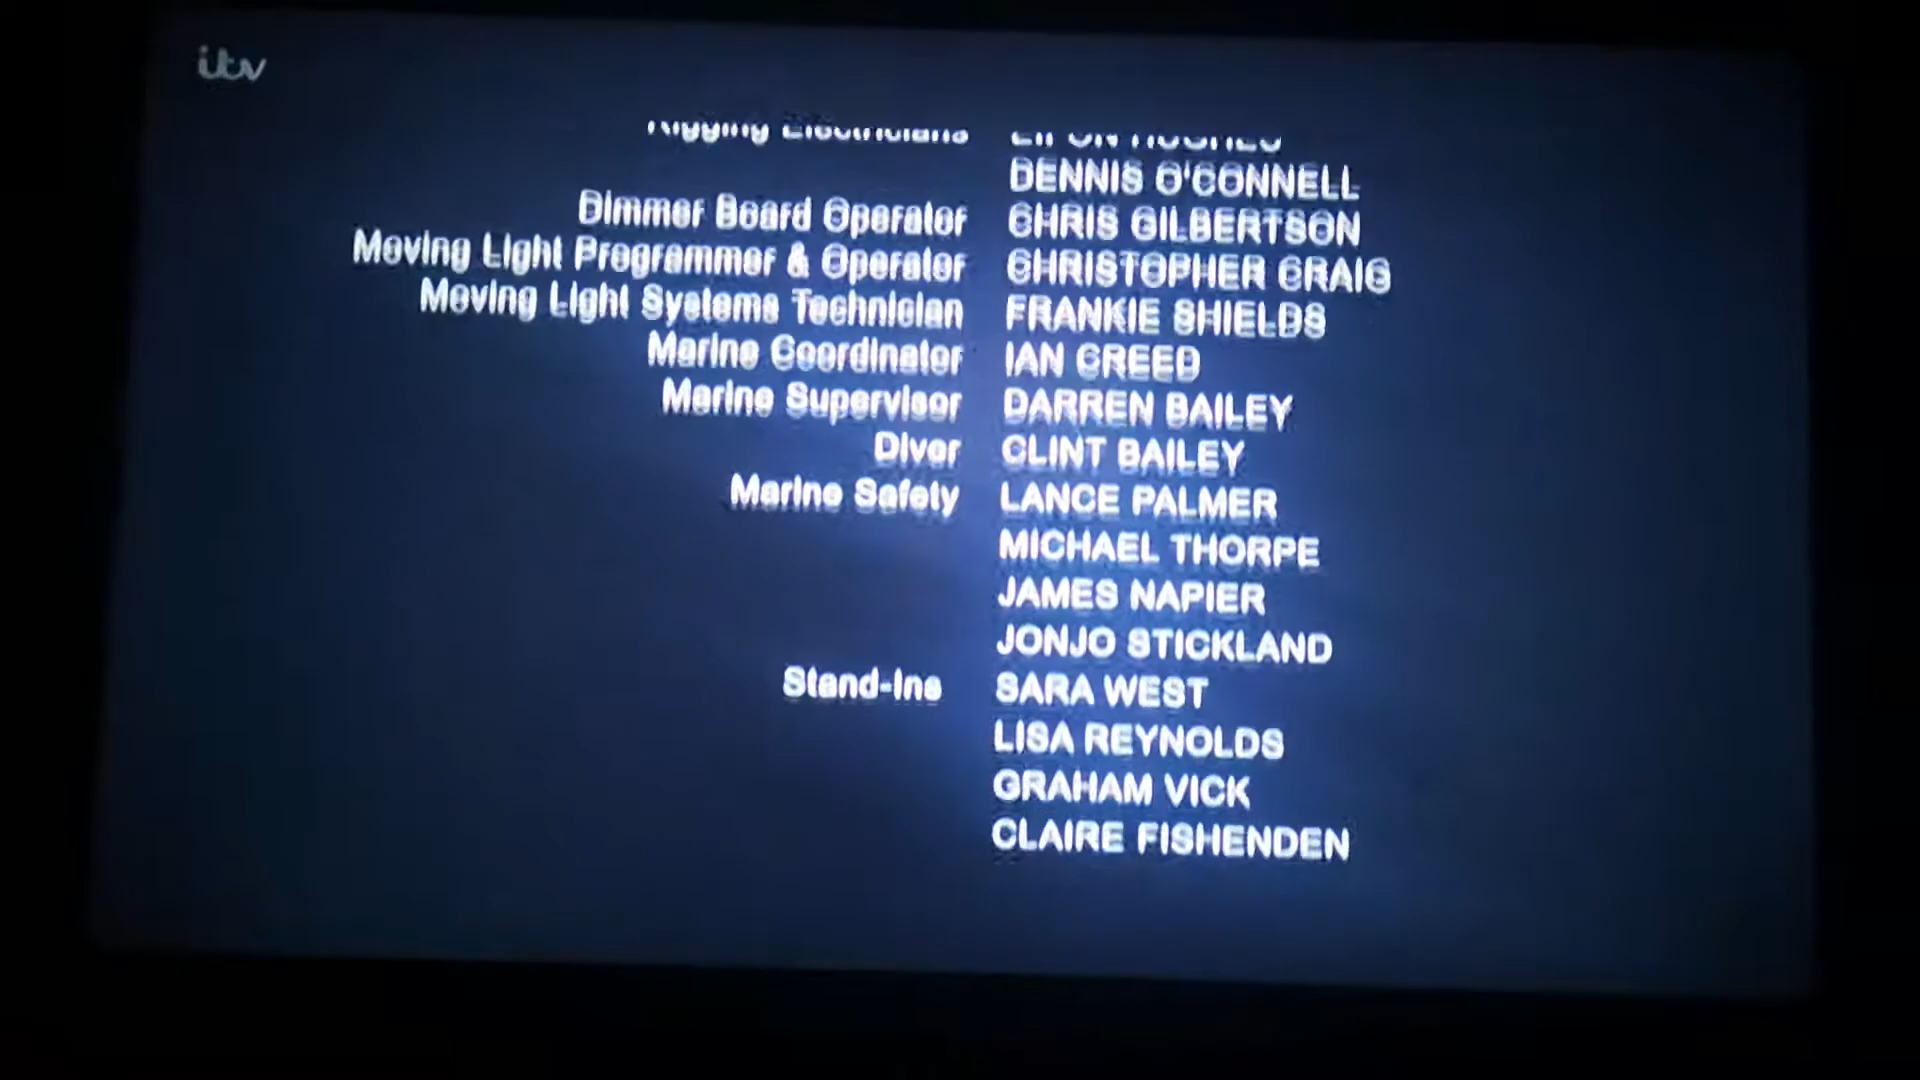 itv
Rigging Electricians
DENNIS O'CONNELL
Dimmer Board Operator CHRIS GILBERTSON
Moving Light Programmer & Operator CHRISTOPHER CRAIG
Moving Light Systems Technician FRANKIE SHIELDS
Marine Coordinator IAN CREED
Marine Supervisor DARREN BAILEY
Diver CLINT BAILEY
Marine Safety LANCE PALMER
MICHAEL THORPE
JAMES NAPIER
JONJO STICKLAND
Stand-Ins SARA WEST
LISA REYNOLDS
GRAHAM VICK
CLAIRE FISHENDEN